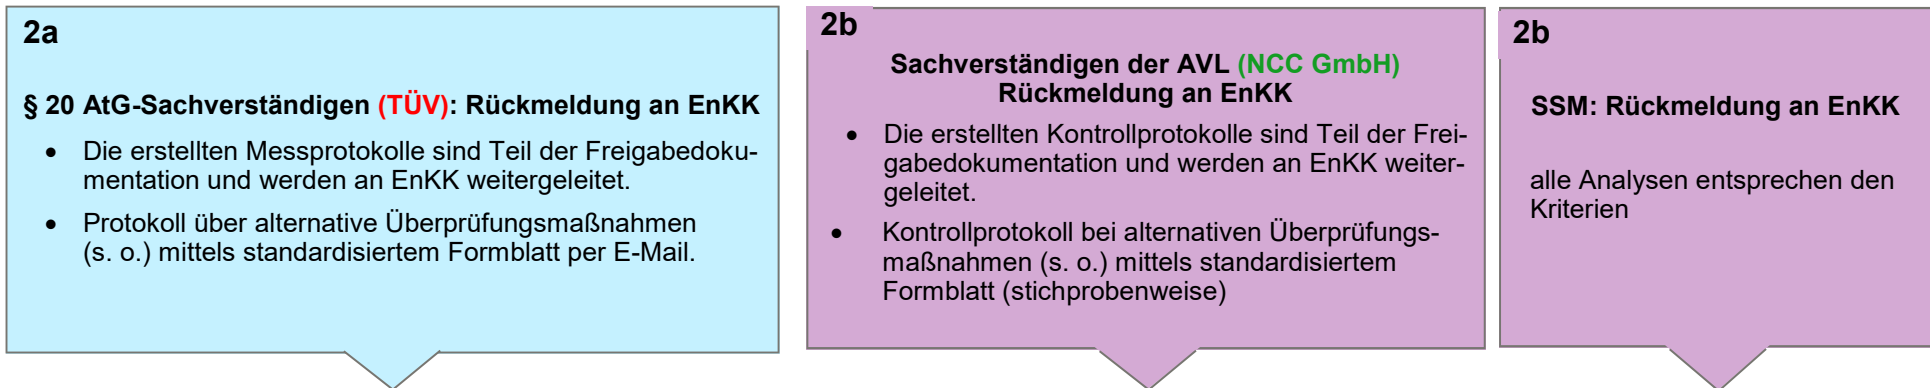 2a
§ 20 AtG-Sachverständigen (TÜV): Rückmeldung an EnKK
• Die erstellten Messprotokolle sind Teil der Freigabedoku-
mentation und werden an EnKK weitergeleitet.
• Protokoll über alternative Überprüfungsmaßnahmen
(s. o.) mittels standardisiertem Formblatt per E-Mail.
2b
Sachverständigen der AVL (NCC GmbH)
Rückmeldung an EnKK
• Die erstellten Kontrollprotokolle sind Teil der Frei-
gabedokumentation und werden an EnKK weiter-
geleitet.
• Kontrollprotokoll bei alternativen Überprüfungs-
maßnahmen (s. o.) mittels standardisiertem
Formblatt (stichprobenweise)
2b
SSM: Rückmeldung an EnKK
alle Analysen entsprechen den
Kriterien